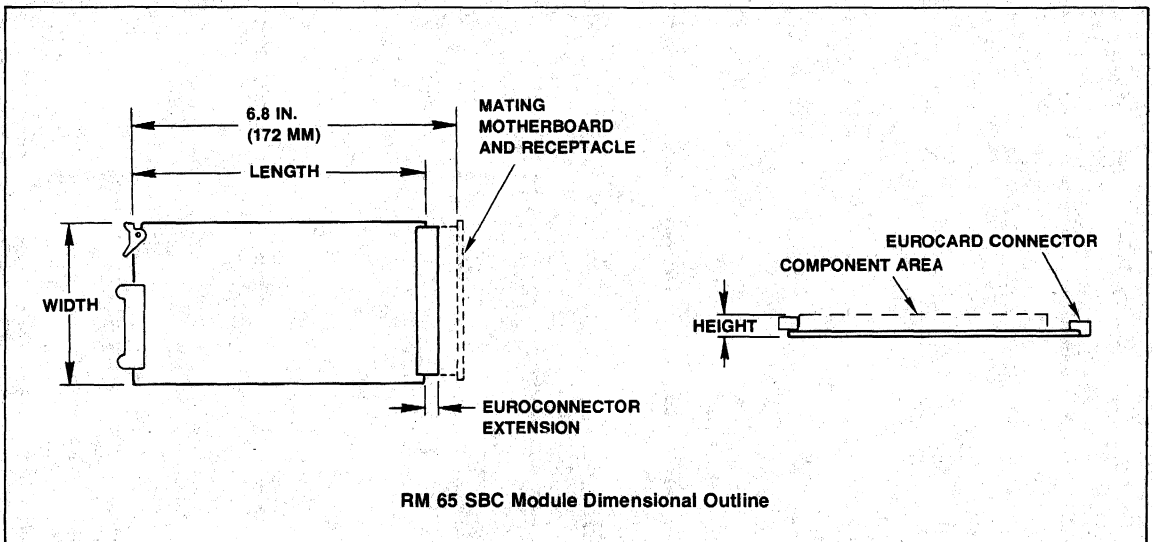 6.8 IN.
(172 MM)
LENGTH
MATING
MOTHERBOARD
AND RECEPTACLE
WIDTH
EUROCONNECTOR
EXTENSION
EUROCARD CONNECTOR
COMPONENT AREA
HEIGHT
RM 65 SBC Module Dimensional Outline